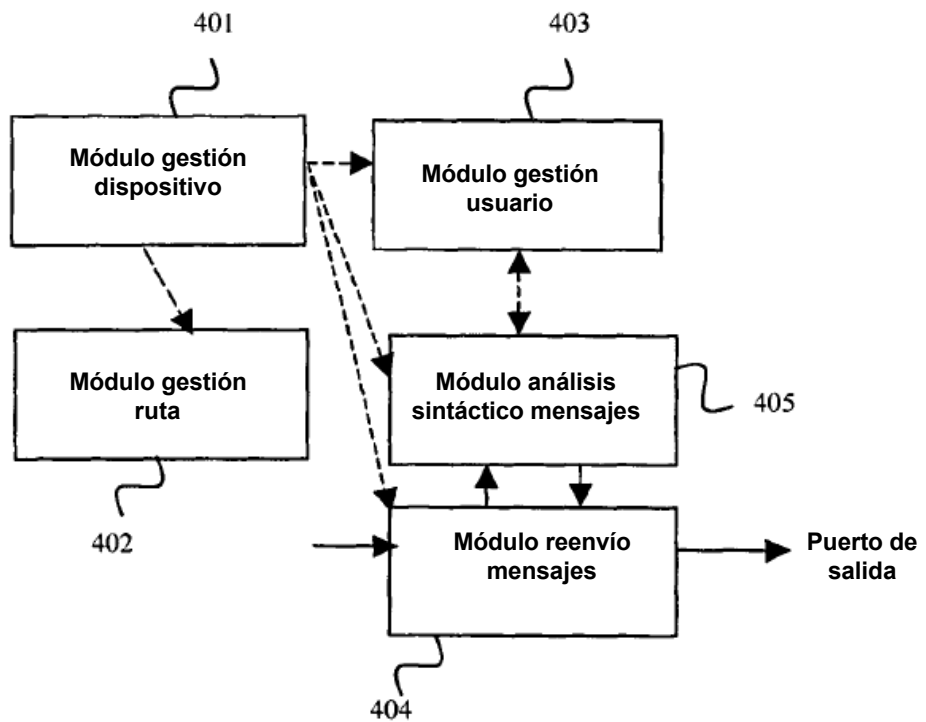 401
403
Módulo gestión
dispositivo
Módulo gestión
usuario
Módulo gestión
ruta
Módulo análisis
sintáctico mensajes
405
402
Módulo reenvío
mensajes
Puerto de
salida
404